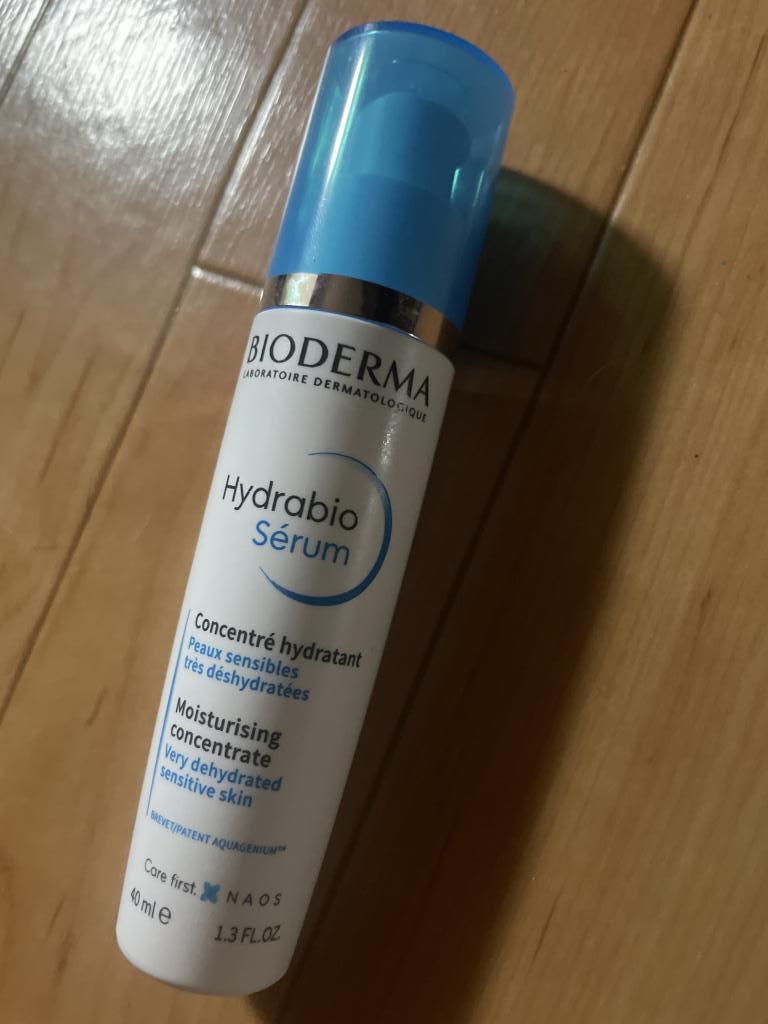 BIODERMA
LABORATOIRE DERMATOLOGIQUE
Hydrabio
Sérum
Concentré hydratant
Peaux sensibles
très déshydratées
Moisturising
concentrate
Very dehydrated
sensitive skin
BREVET/PATENT AQUAGENIUM™
Care first. NAOS
40 ml ℮
1.3 FL.OZ.